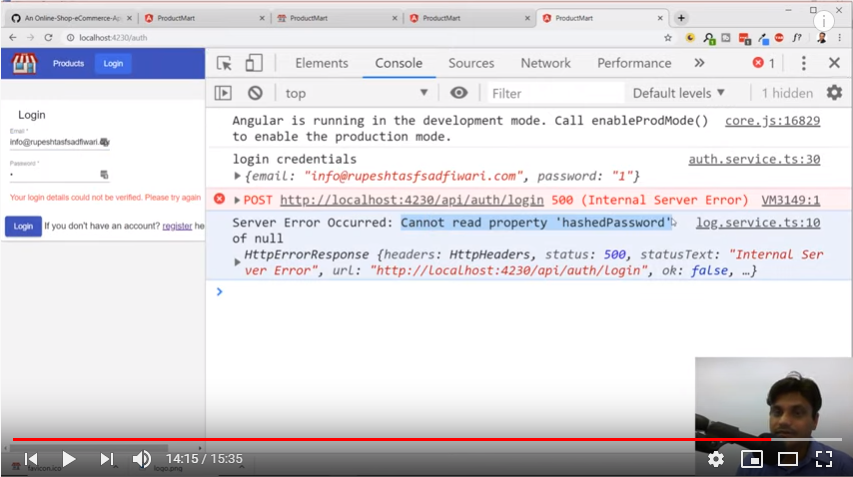 An Online-Shop-eCommerce-Ap
ProductMart
ProductMart
ProductMart
ProductMart
localhost:4230/auth
Products
Login
Elements
Console
Sources
Network
Performance
1
top
Filter
Default levels
1 hidden
Angular is running in the development mode. Call enableProdMode() core.js:16829
to enable the production mode.
login credentials auth.service.ts:30
{email: "info@rupeshtasfsadfiwari.com", password: "1"}
POST http://localhost:4230/api/auth/login 500 (Internal Server Error) VM3149:1
Server Error Occurred: Cannot read property 'hashedPassword' log.service.ts:10
of null
HttpErrorResponse {headers: HttpHeaders, status: 500, statusText: "Internal Ser
ver Error", url: "http://localhost:4230/api/auth/login", ok: false, …}
Login
Email *
info@rupeshtasfsadfiwari.com
Password *
Your login details could not be verified. Please try again
Login
If you don't have an account? register he
14:15 / 15:35
favicon.ico
logo.png